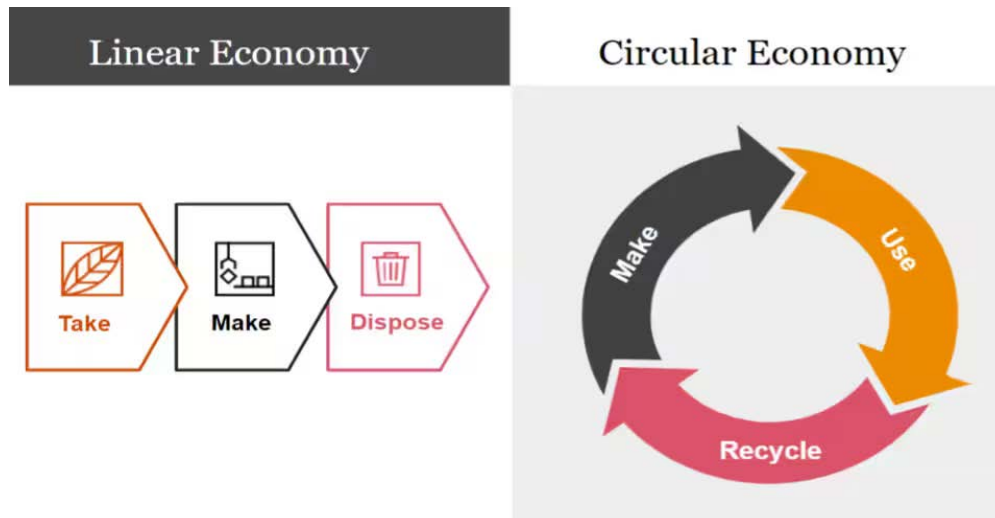 Linear Economy
Take
Make
Dispose
Circular Economy
Make
Use
Recycle